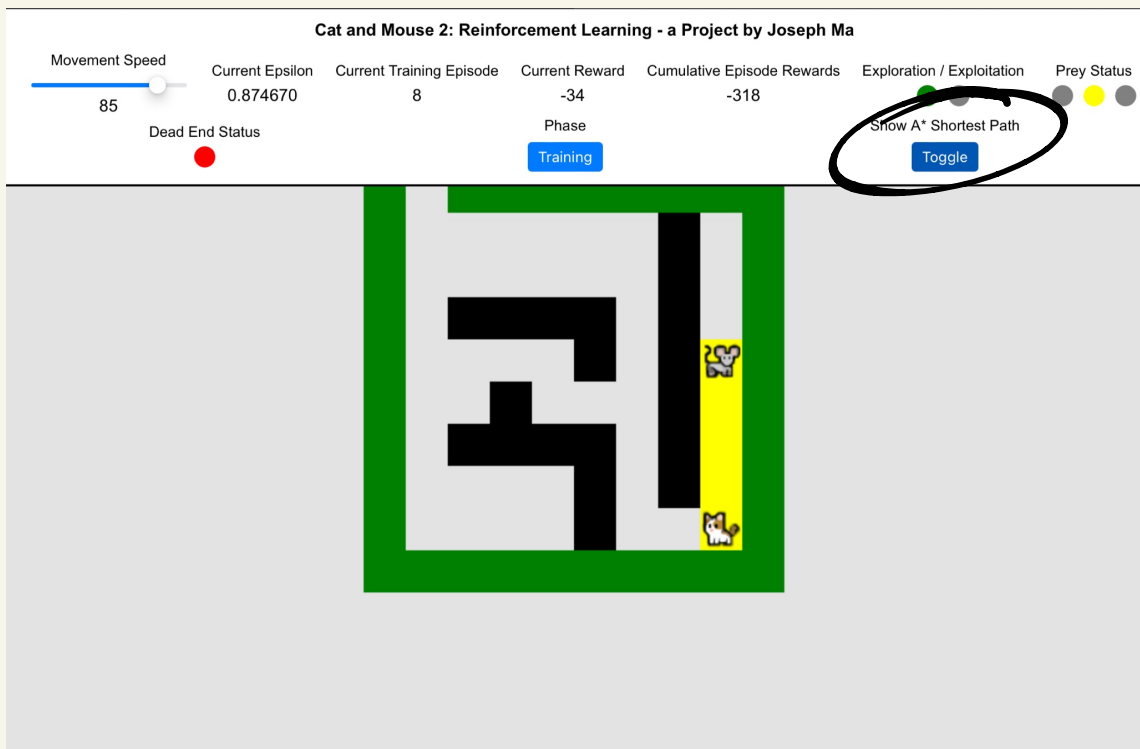 Cat and Mouse 2: Reinforcement Learning - a Project by Joseph Ma
Movement Speed
85
Current Epsilon
0.874670
Current Training Episode
8
Current Reward
-34
Cumulative Episode Rewards
-318
Exploration / Exploitation
Prey Status
Dead End Status
Phase
Training
Show A* Shortest Path
Toggle